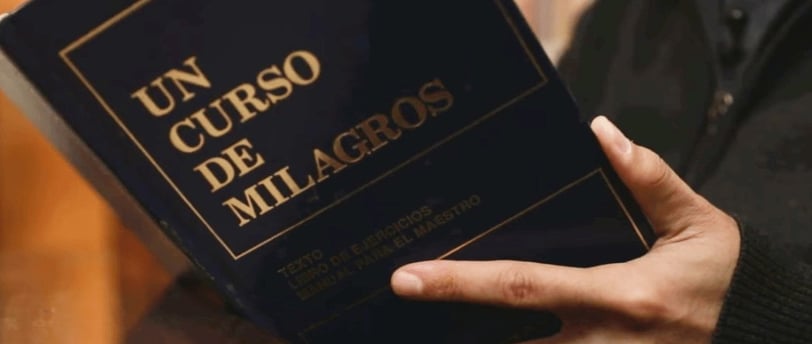 UN
CURSO
DE
MILAGROS
TEXTO
LIBRO DE EJERCICIOS
MANUAL PARA EL MAESTRO